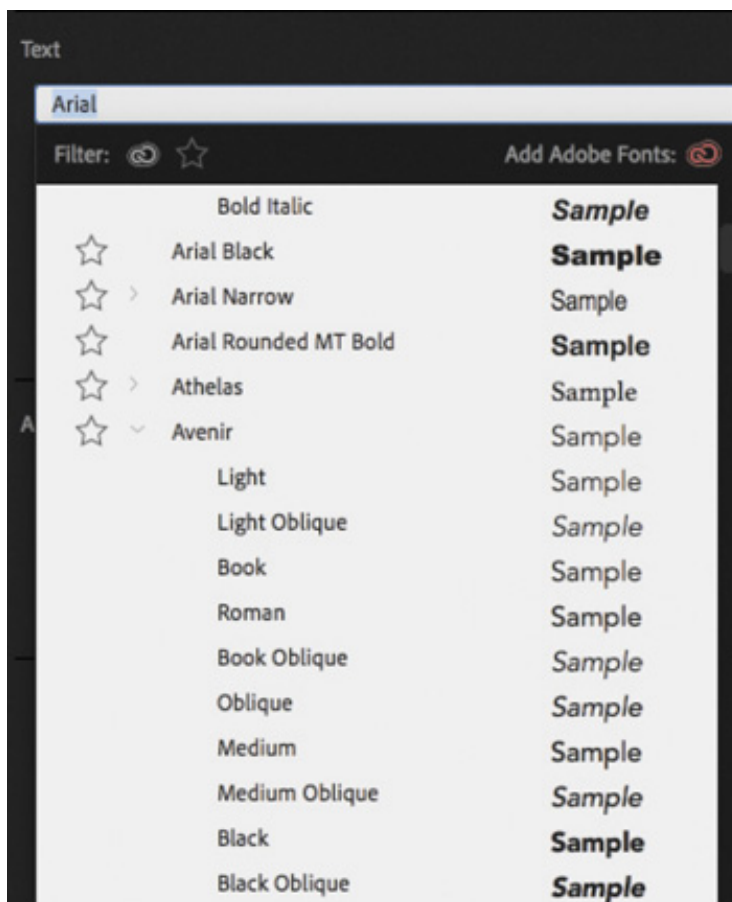 Text
Arial
Filter: Add Adobe Fonts:
Bold Italic Sample
Arial Black Sample
Arial Narrow Sample
Arial Rounded MT Bold Sample
Athelas Sample
A
Avenir Sample
Light Sample
Light Oblique Sample
Book Sample
Roman Sample
Book Oblique Sample
Oblique Sample
Medium Sample
Medium Oblique Sample
Black Sample
Black Oblique Sample